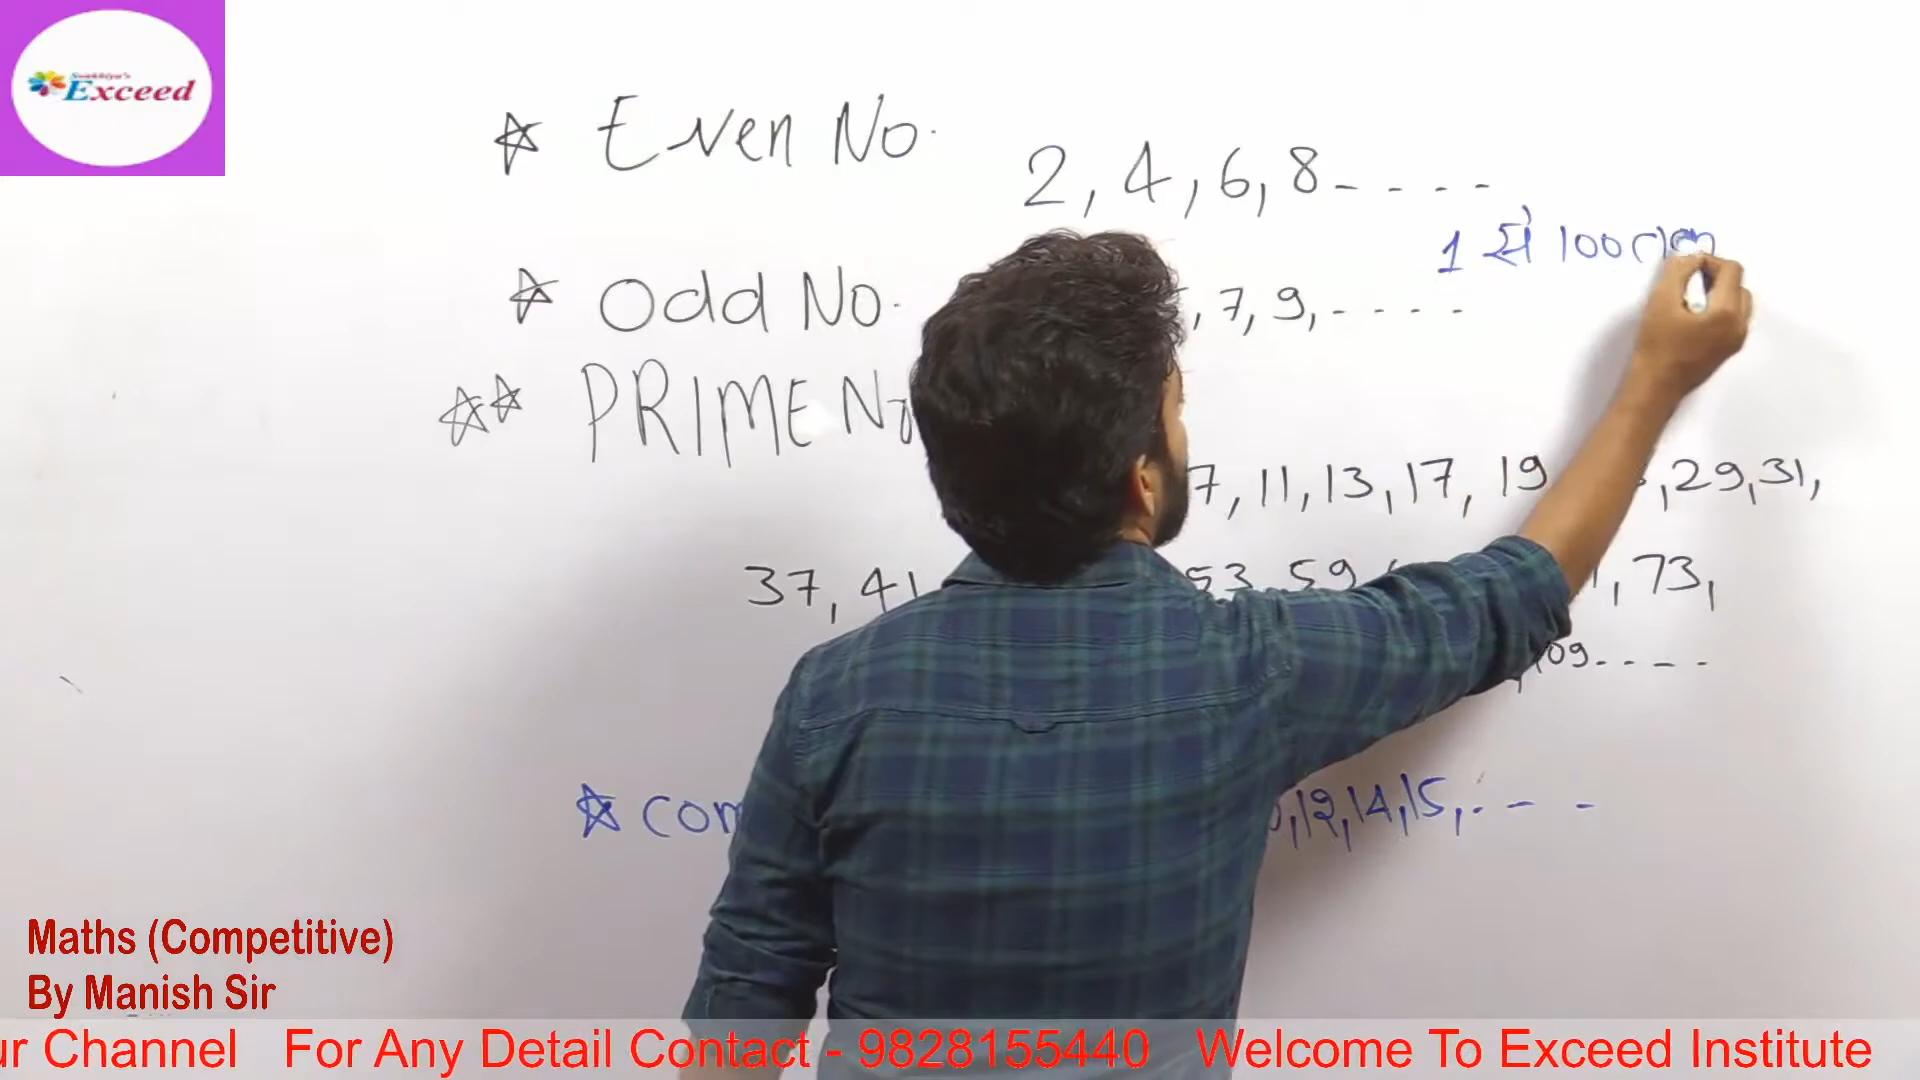 Exceed
☆ Even No.
2, 4, 6, 8- - - - -
1 से 100 तक
☆ Odd No.
, 7, 9, - - - -
☆☆ PRIME No
7, 11, 13, 17, 19 , 29, 31,
37, 41 53, 59 , 73,
, 109. - - - -
☆ com , 12, 14, 15, - - -
Maths (Competitive)
By Manish Sir
ur Channel For Any Detail Contact - 9828155440 Welcome To Exceed Institute